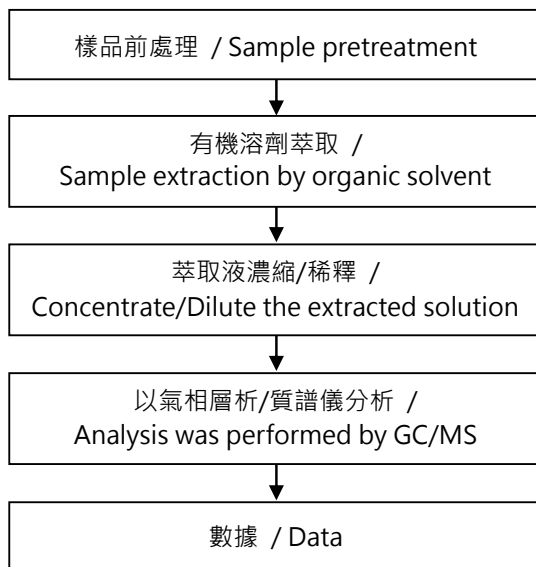 樣品前處理 / Sample pretreatment
有機溶劑萃取 /
Sample extraction by organic solvent
萃取液濃縮/稀釋 /
Concentrate/Dilute the extracted solution
以氣相層析/質譜儀分析 /
Analysis was performed by GC/MS
數據 / Data